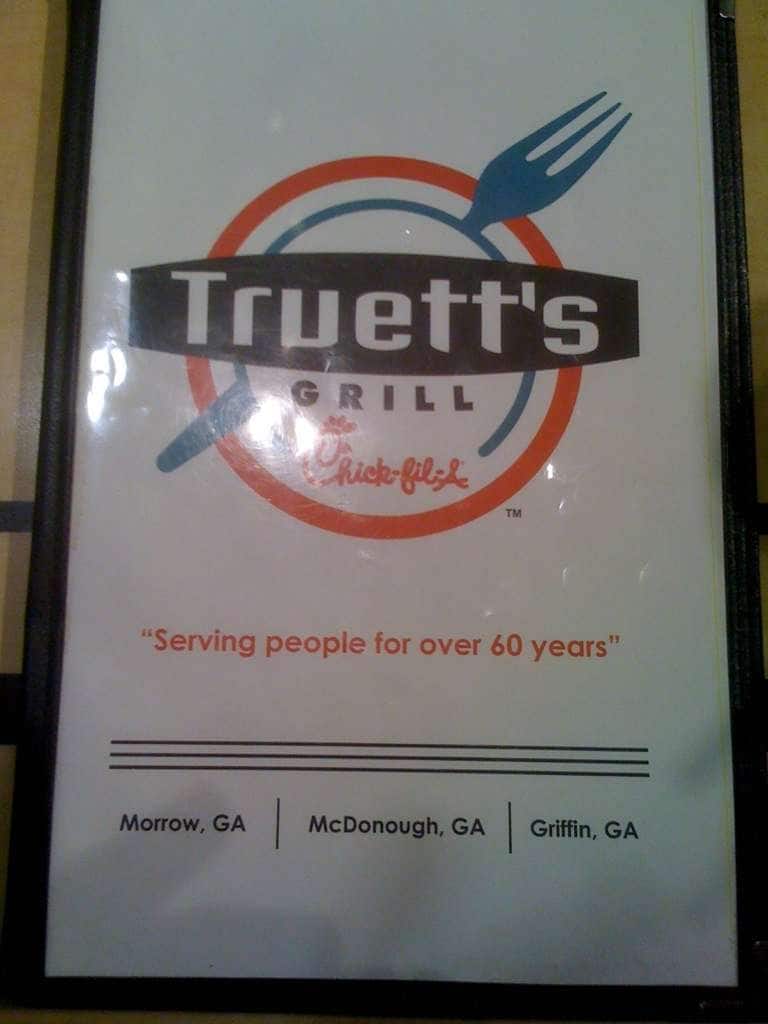 Truett's
GRILL
Chick-fil-A
TM
“Serving people for over 60 years”
Morrow, GA | McDonough, GA | Griffin, GA